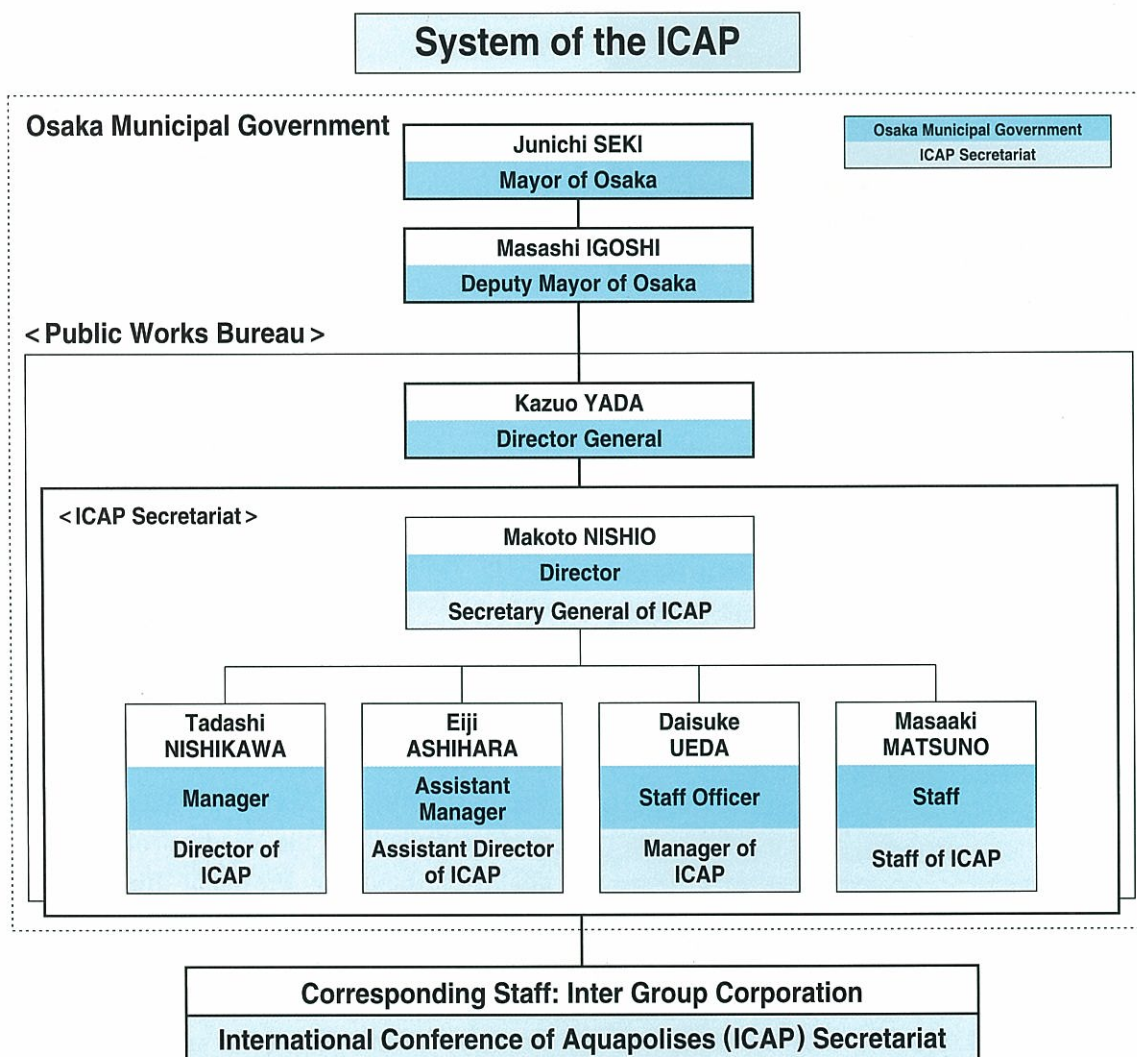 System of the ICAP
Osaka Municipal Government
Osaka Municipal Government
ICAP Secretariat
Junichi SEKI
Mayor of Osaka
Masashi IGOSHI
Deputy Mayor of Osaka
<Public Works Bureau>
Kazuo YADA
Director General
<ICAP Secretariat>
Makoto NISHIO
Director
Secretary General of ICAP
Tadashi
NISHIKAWA
Manager
Director of
ICAP
Eiji
ASHIHARA
Assistant
Manager
Assistant Director
of ICAP
Daisuke
UEDA
Staff Officer
Manager of
ICAP
Masaaki
MATSUNO
Staff
Staff of ICAP
Corresponding Staff: Inter Group Corporation
International Conference of Aquapolises (ICAP) Secretariat